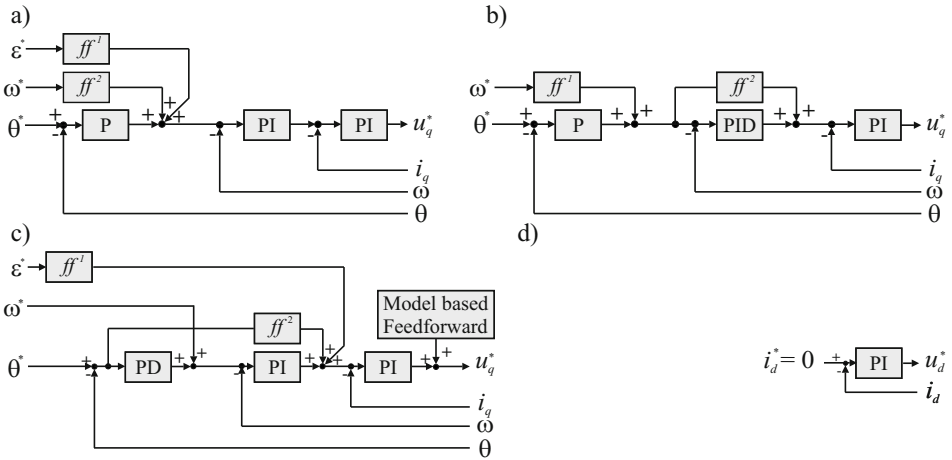 a)
ε* ff¹
ω* ff²
θ* + - P + + + + - PI - PI u*q
iq
ω
θ
b)
ω* ff¹ ff²
θ* + - P + + - PID + + - PI u*q
iq
ω
θ
c)
ε* ff¹
ω* Model based
ff² Feedforward
θ* + - PD + + - PI + + + - PI + + u*q
iq
ω
θ
d)
i*d = 0 + - PI u*d
id